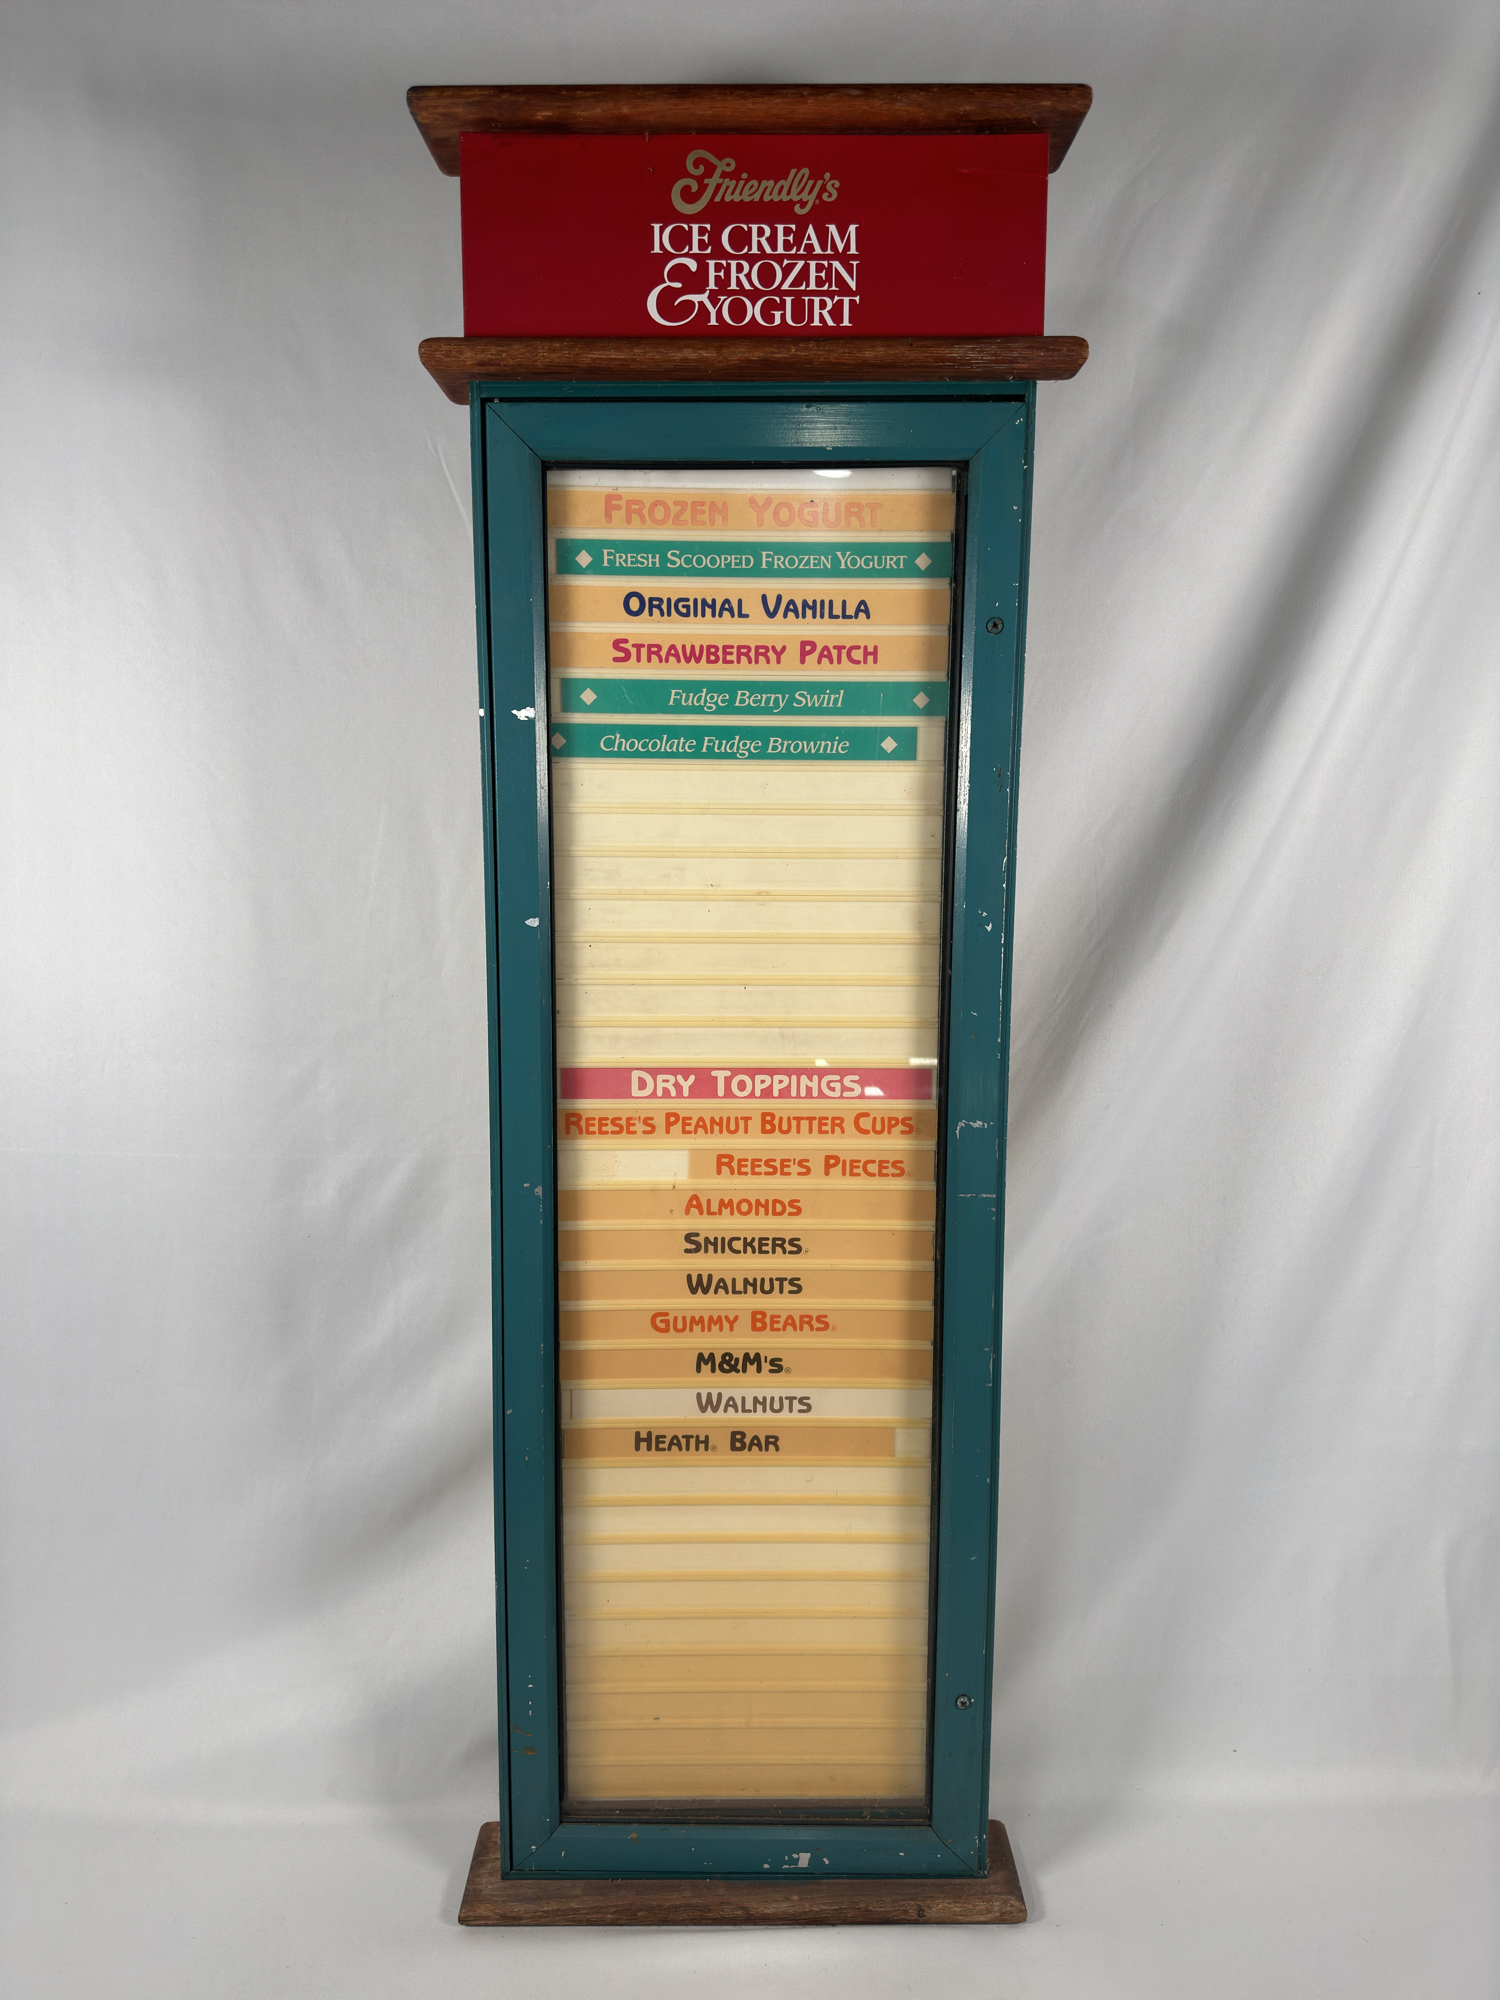 Friendly's
ICE CREAM
& FROZEN
YOGURT
FROZEN YOGURT
FRESH SCOOPED FROZEN YOGURT
ORIGINAL VANILLA
STRAWBERRY PATCH
Fudge Berry Swirl
Chocolate Fudge Brownie
DRY TOPPINGS
REESE'S PEANUT BUTTER CUPS®
REESE'S PIECES®
ALMONDS
SNICKERS®
WALNUTS
GUMMY BEARS®
M&M's®
WALNUTS
HEATH® BAR